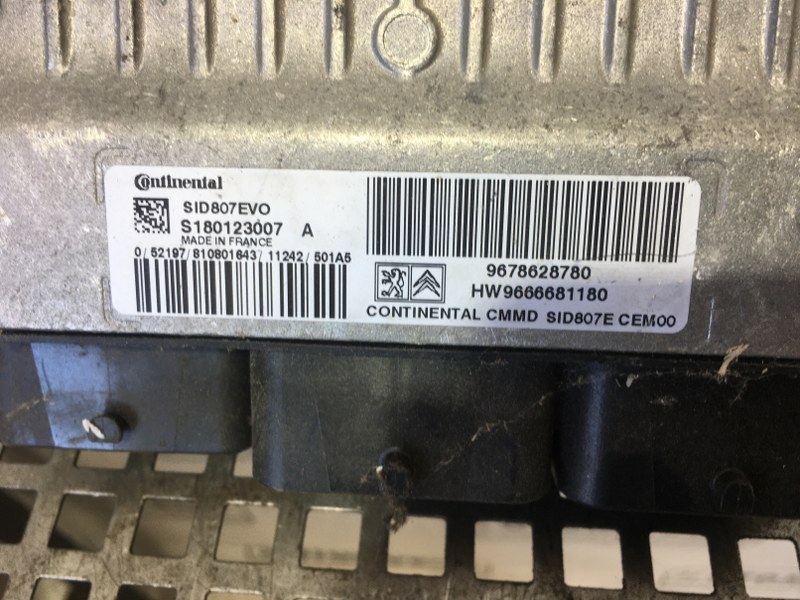 Continental
SID807EVO
S180123007 A
MADE IN FRANCE
0/52197/810801643/11242/501A5
9678628780
HW9666681180
CONTINENTAL CMMD SID807E CEM00